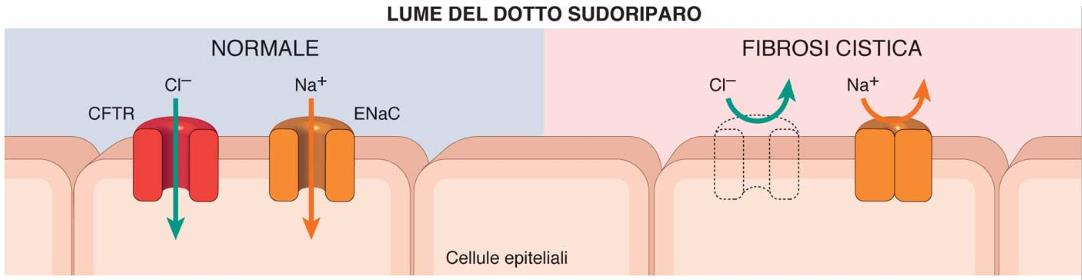 LUME DEL DOTTO SUDORIPARO
NORMALE
FIBROSI CISTICA
Cl⁻
Na⁺
Cl⁻
Na⁺
CFTR
ENaC
Cellule epiteliali